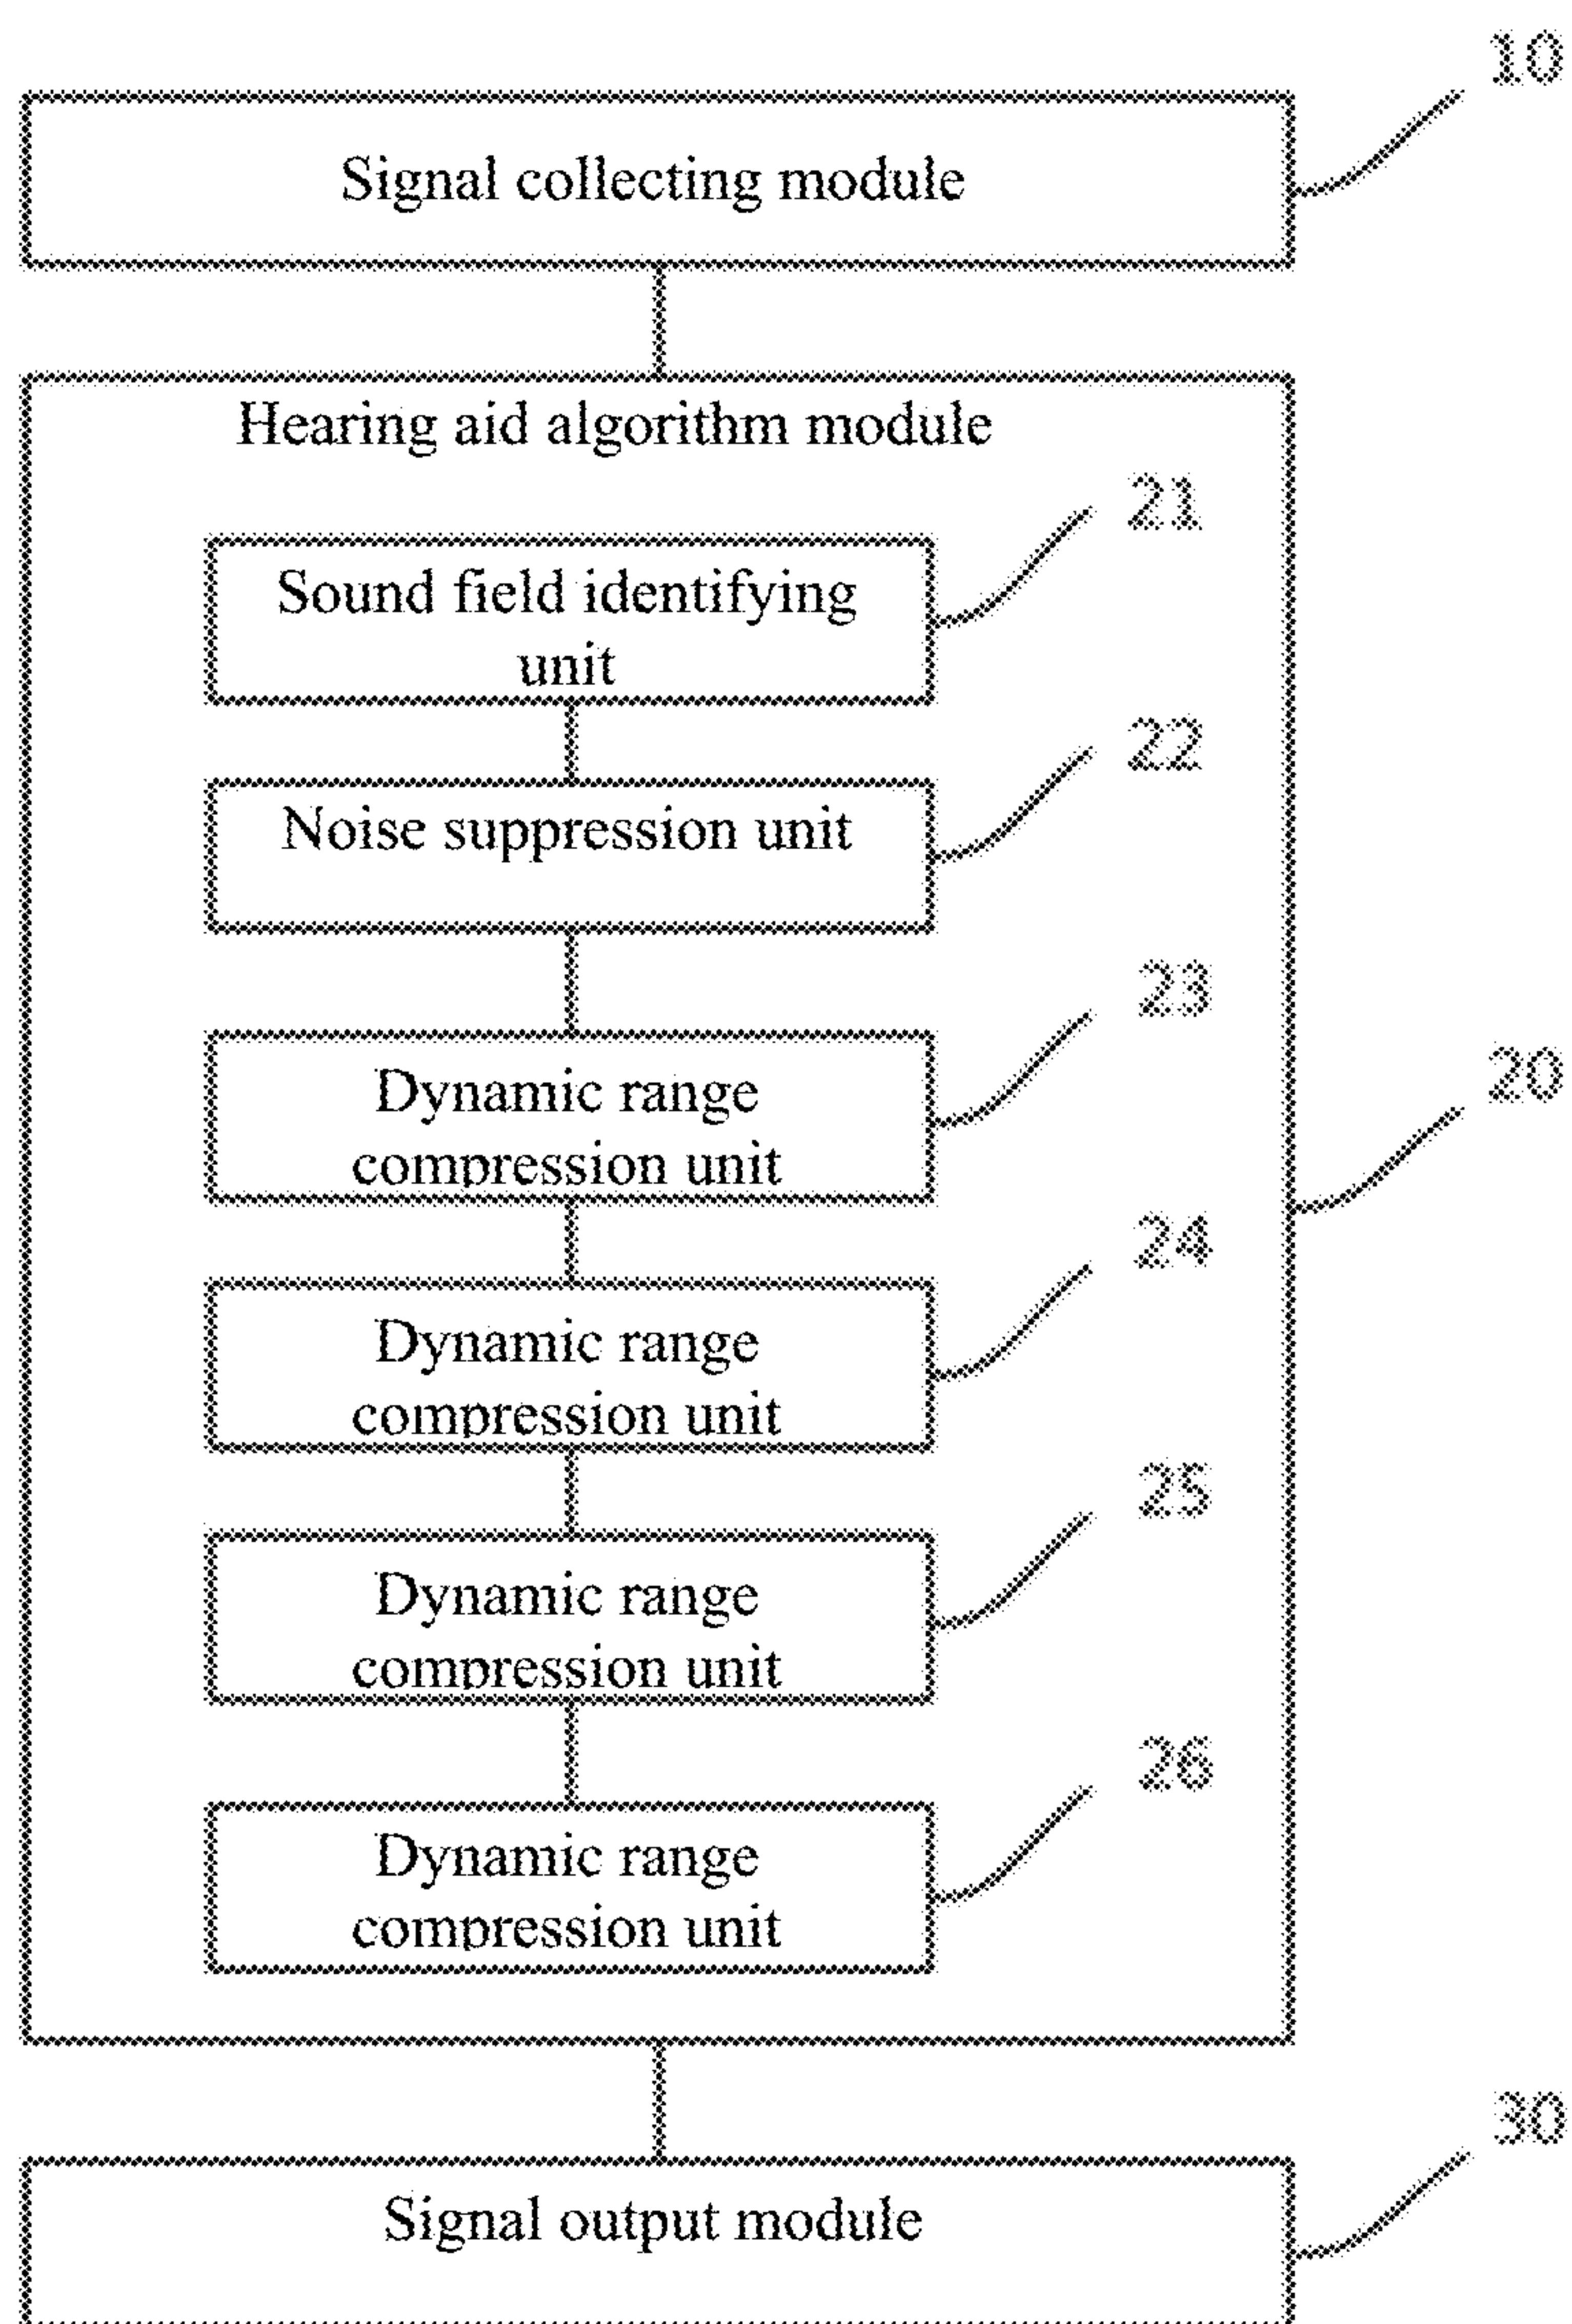 10
Signal collecting module
Hearing aid algorithm module
21
Sound field identifying
unit
22
Noise suppression unit
23
Dynamic range
compression unit
20
24
Dynamic range
compression unit
25
Dynamic range
compression unit
26
Dynamic range
compression unit
30
Signal output module